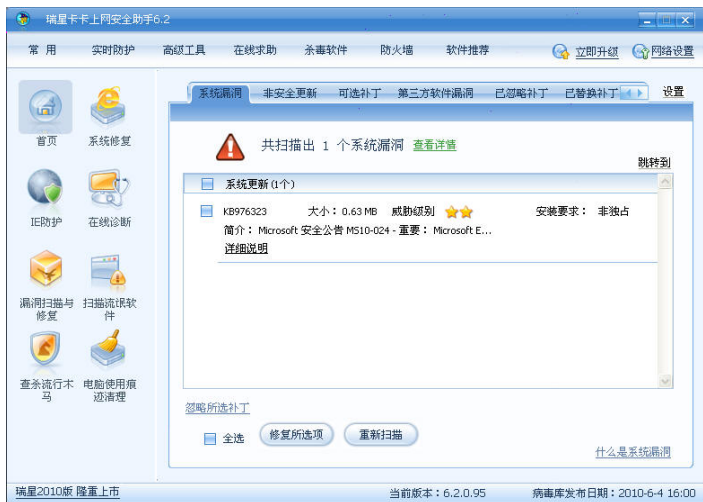 瑞星卡卡上网安全助手6.2
常 用 实时防护 高级工具 在线求助 杀毒软件 防火墙 软件推荐 立即升级 网络设置
系统漏洞 非安全更新 可选补丁 第三方软件漏洞 已忽略补丁 已替换补丁 设置
首页 系统修复
共扫描出 1 个系统漏洞 查看详情
跳转到
系统更新(1个)
KB976323 大小:0.63 MB 威胁级别 安装要求: 非独占
简介: Microsoft 安全公告 MS10-024 - 重要: Microsoft E...
详细说明
IE防护 在线诊断
漏洞扫描与修复 扫描流氓软件
查杀流行木马 电脑使用痕迹清理
忽略所选补丁
全选 修复所选项 重新扫描
什么是系统漏洞
瑞星2010版 隆重上市 当前版本:6.2.0.95 病毒库发布日期:2010-6-4 16:00